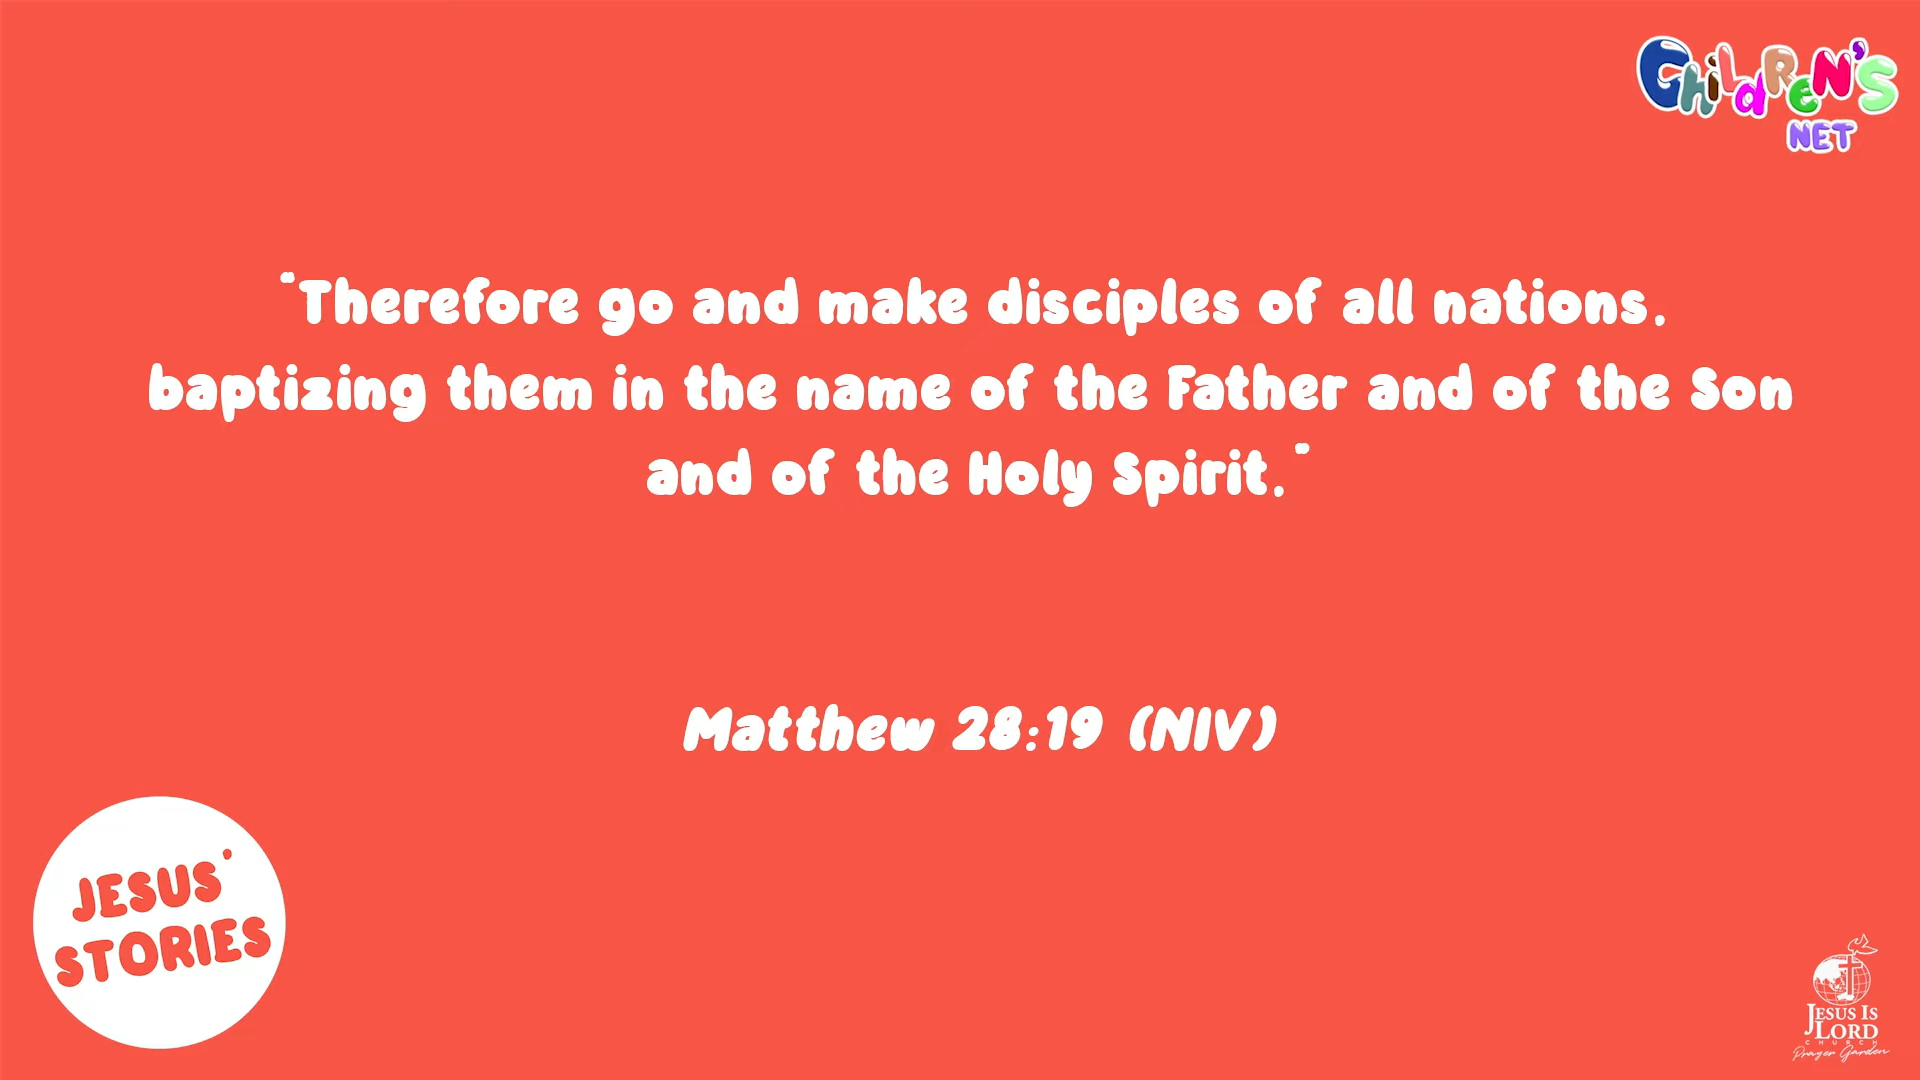 CHiLdReN'S
NET
"Therefore go and make disciples of all nations,
baptizing them in the name of the Father and of the Son
and of the Holy Spirit,"
Matthew 28:19 (NIV)
JESUS'
STORIES
JESUS IS
LORD
CHURCH
Prayer Garden